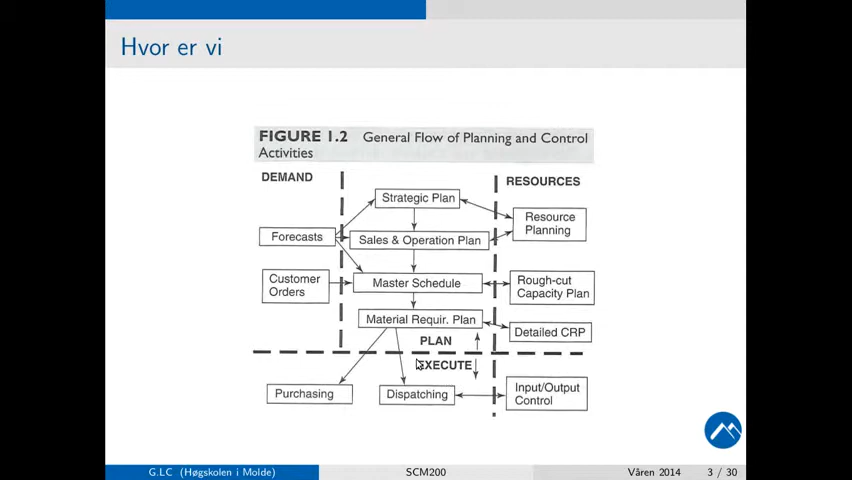 Hvor er vi
FIGURE 1.2 General Flow of Planning and Control
Activities
DEMAND
RESOURCES
Strategic Plan
Resource
Planning
Forecasts
Sales & Operation Plan
Customer
Orders
Master Schedule
Rough-cut
Capacity Plan
Material Requir. Plan
Detailed CRP
PLAN
EXECUTE
Purchasing
Dispatching
Input/Output
Control
G.LC (Høgskolen i Molde)
SCM200
Våren 2014
3 / 30